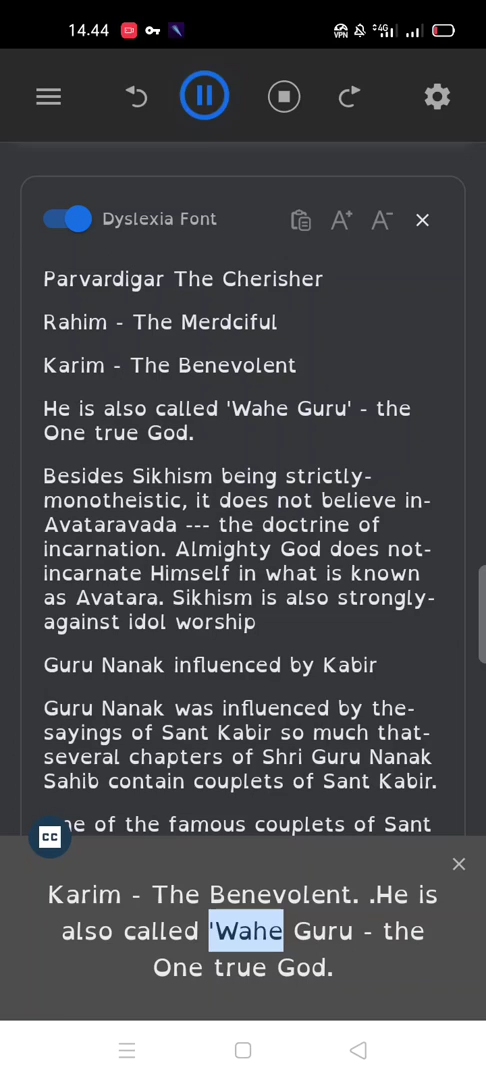 14.44
VPN
4G
Dyslexia Font
A+
A-
Parvardigar The Cherisher
Rahim - The Merdciful
Karim - The Benevolent
He is also called 'Wahe Guru' - the
One true God.
Besides Sikhism being strictly-
monotheistic, it does not believe in-
Avataravada --- the doctrine of
incarnation. Almighty God does not-
incarnate Himself in what is known
as Avatara. Sikhism is also strongly-
against idol worship
Guru Nanak influenced by Kabir
Guru Nanak was influenced by the-
sayings of Sant Kabir so much that-
several chapters of Shri Guru Nanak
Sahib contain couplets of Sant Kabir.
of the famous couplets of Sant
CC
Karim - The Benevolent. .He is
also called 'Wahe Guru - the
One true God.